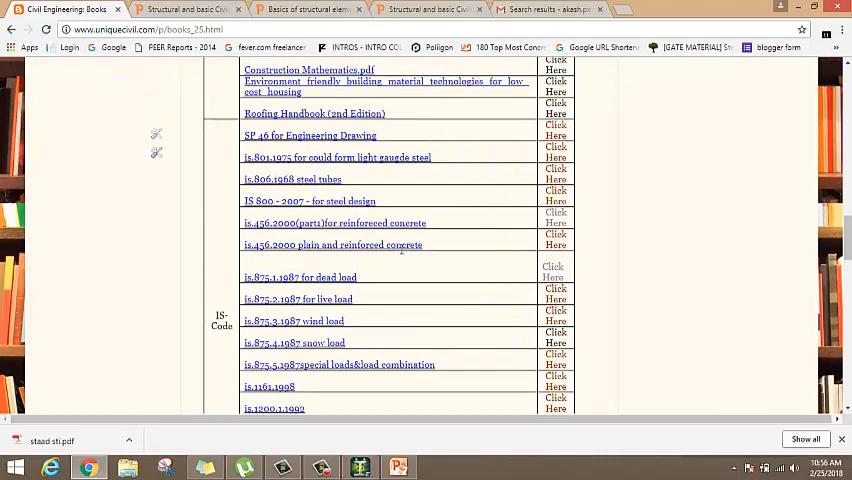 Civil Engineering: Books
Structural and basic Civi
Basics of structural elem
Structural and basic Civi
Search results - akash.p
www.uniquecivil.com/p/books_25.html
Apps
Login
Google
PEER Reports - 2014
fever.com freelancer
INTROS - INTRO COL
Poliigon
180 Top Most Concre
Google URL Shortene
[GATE MATERIAL] St
blogger form
Construction Mathematics.pdf
Click
Here
Environment friendly building material technologies for low
cost housing
Click
Here
Roofing Handbook (2nd Edition)
Click
Here
IS-
Code
SP 46 for Engineering Drawing
Click
Here
is.801.1975 for could form light gaugde steel
Click
Here
is.806.1968 steel tubes
Click
Here
IS 800 - 2007 - for steel design
Click
Here
is.456.2000(part1)for reinforeced concrete
Click
Here
is.456.2000 plain and reinforced concrete
Click
Here
is.875.1.1987 for dead load
Click
Here
is.875.2.1987 for live load
Click
Here
is.875.3.1987 wind load
Click
Here
is.875.4.1987 snow load
Click
Here
is.875.5.1987special loads&load combination
Click
Here
is.1161.1998
Click
Here
is.1200.1.1992
Click
Here
staad sti.pdf
Show all
10:56 AM
2/25/2018